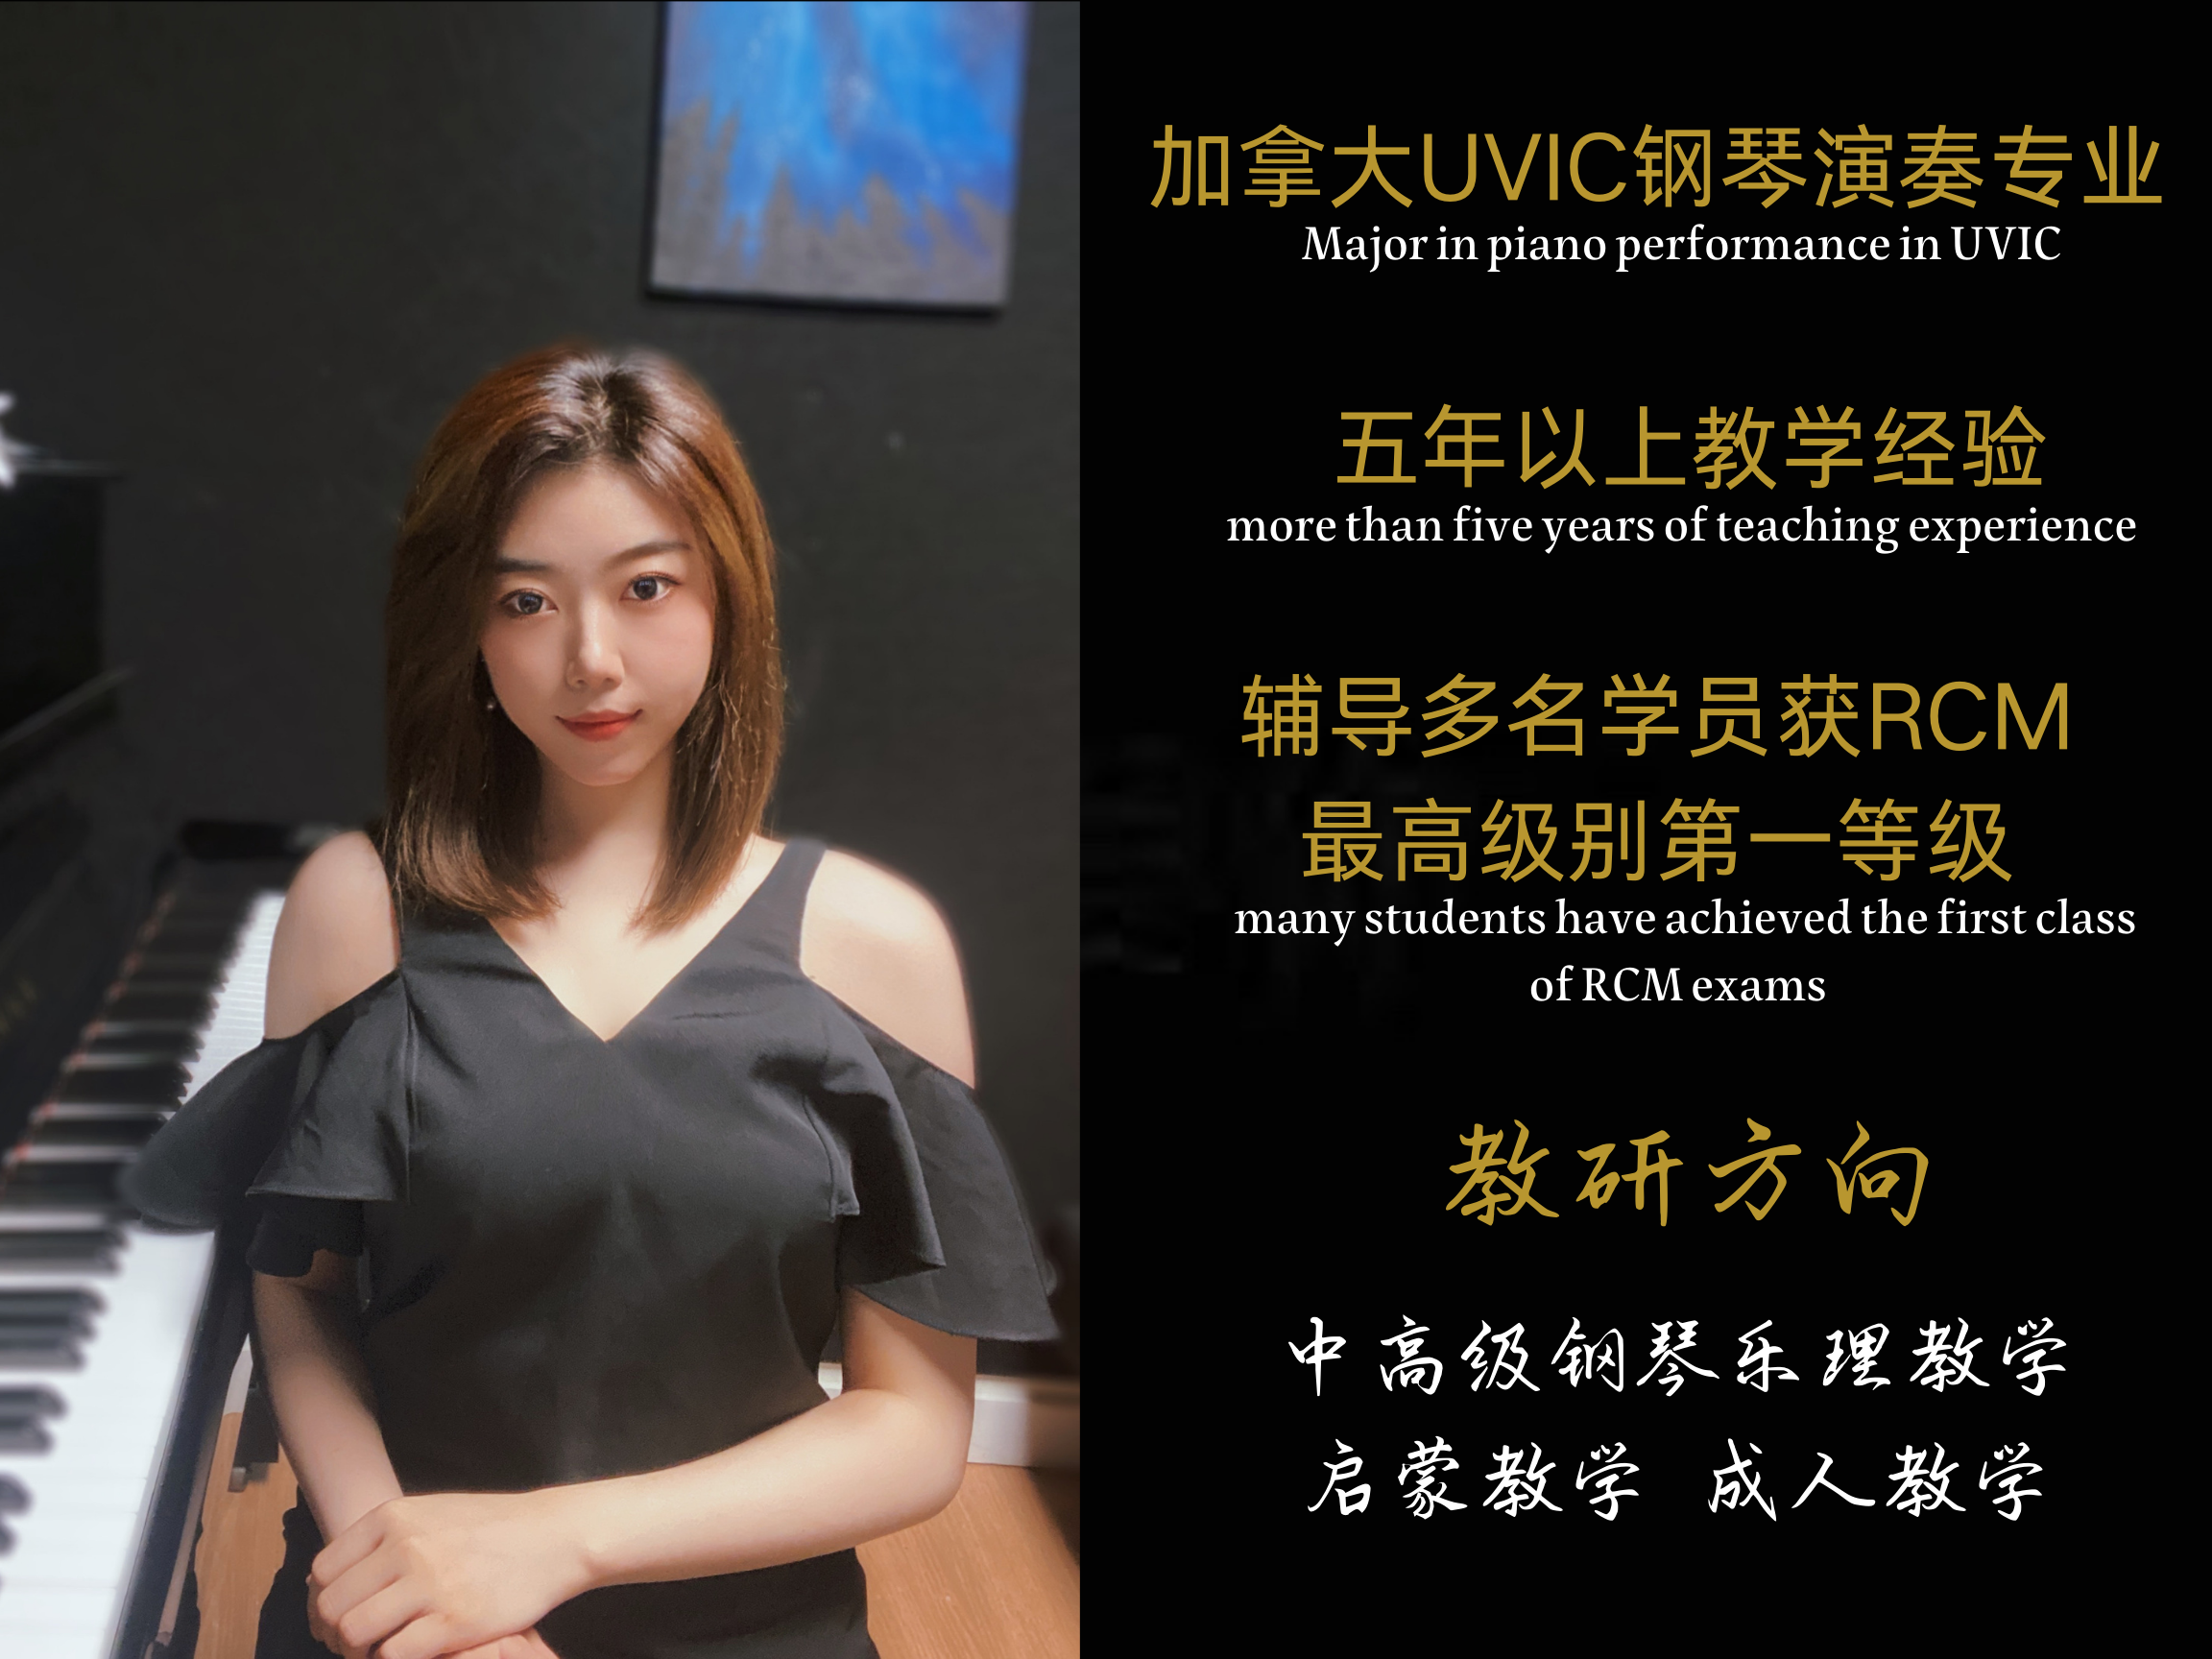 加拿大UVIC钢琴演奏专业
Major in piano performance in UVIC
五年以上教学经验
more than five years of teaching experience
辅导多名学员获RCM
最高级别第一等级
many students have achieved the first class
of RCM exams
教研方向
中高级钢琴乐理教学
启蒙教学 成人教学